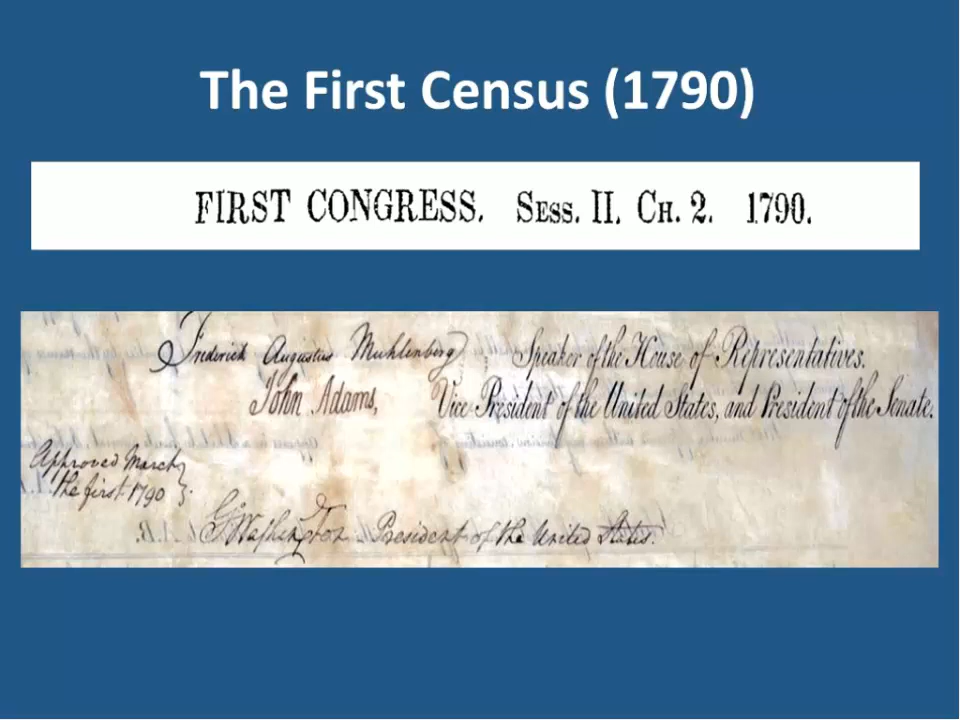 The First Census (1790)
FIRST CONGRESS. SESS. II. CH. 2. 1790.
Frederick Augustus Muhlenberg, Speaker of the House of Representatives.
John Adams, Vice-President of the United States, and President of the Senate.
Approved March
the first 1790
G. Washington President of the United States.